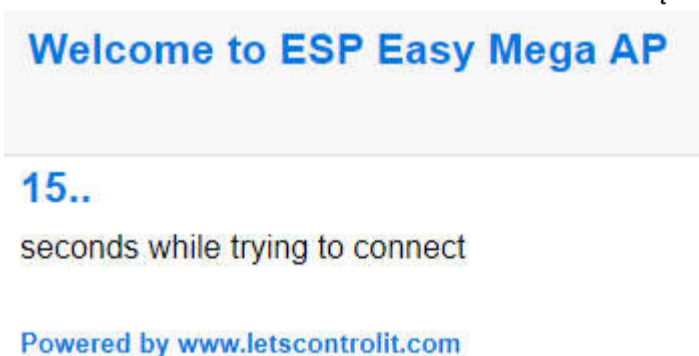 Welcome to ESP Easy Mega AP
15..
seconds while trying to connect
Powered by www.letscontrolit.com